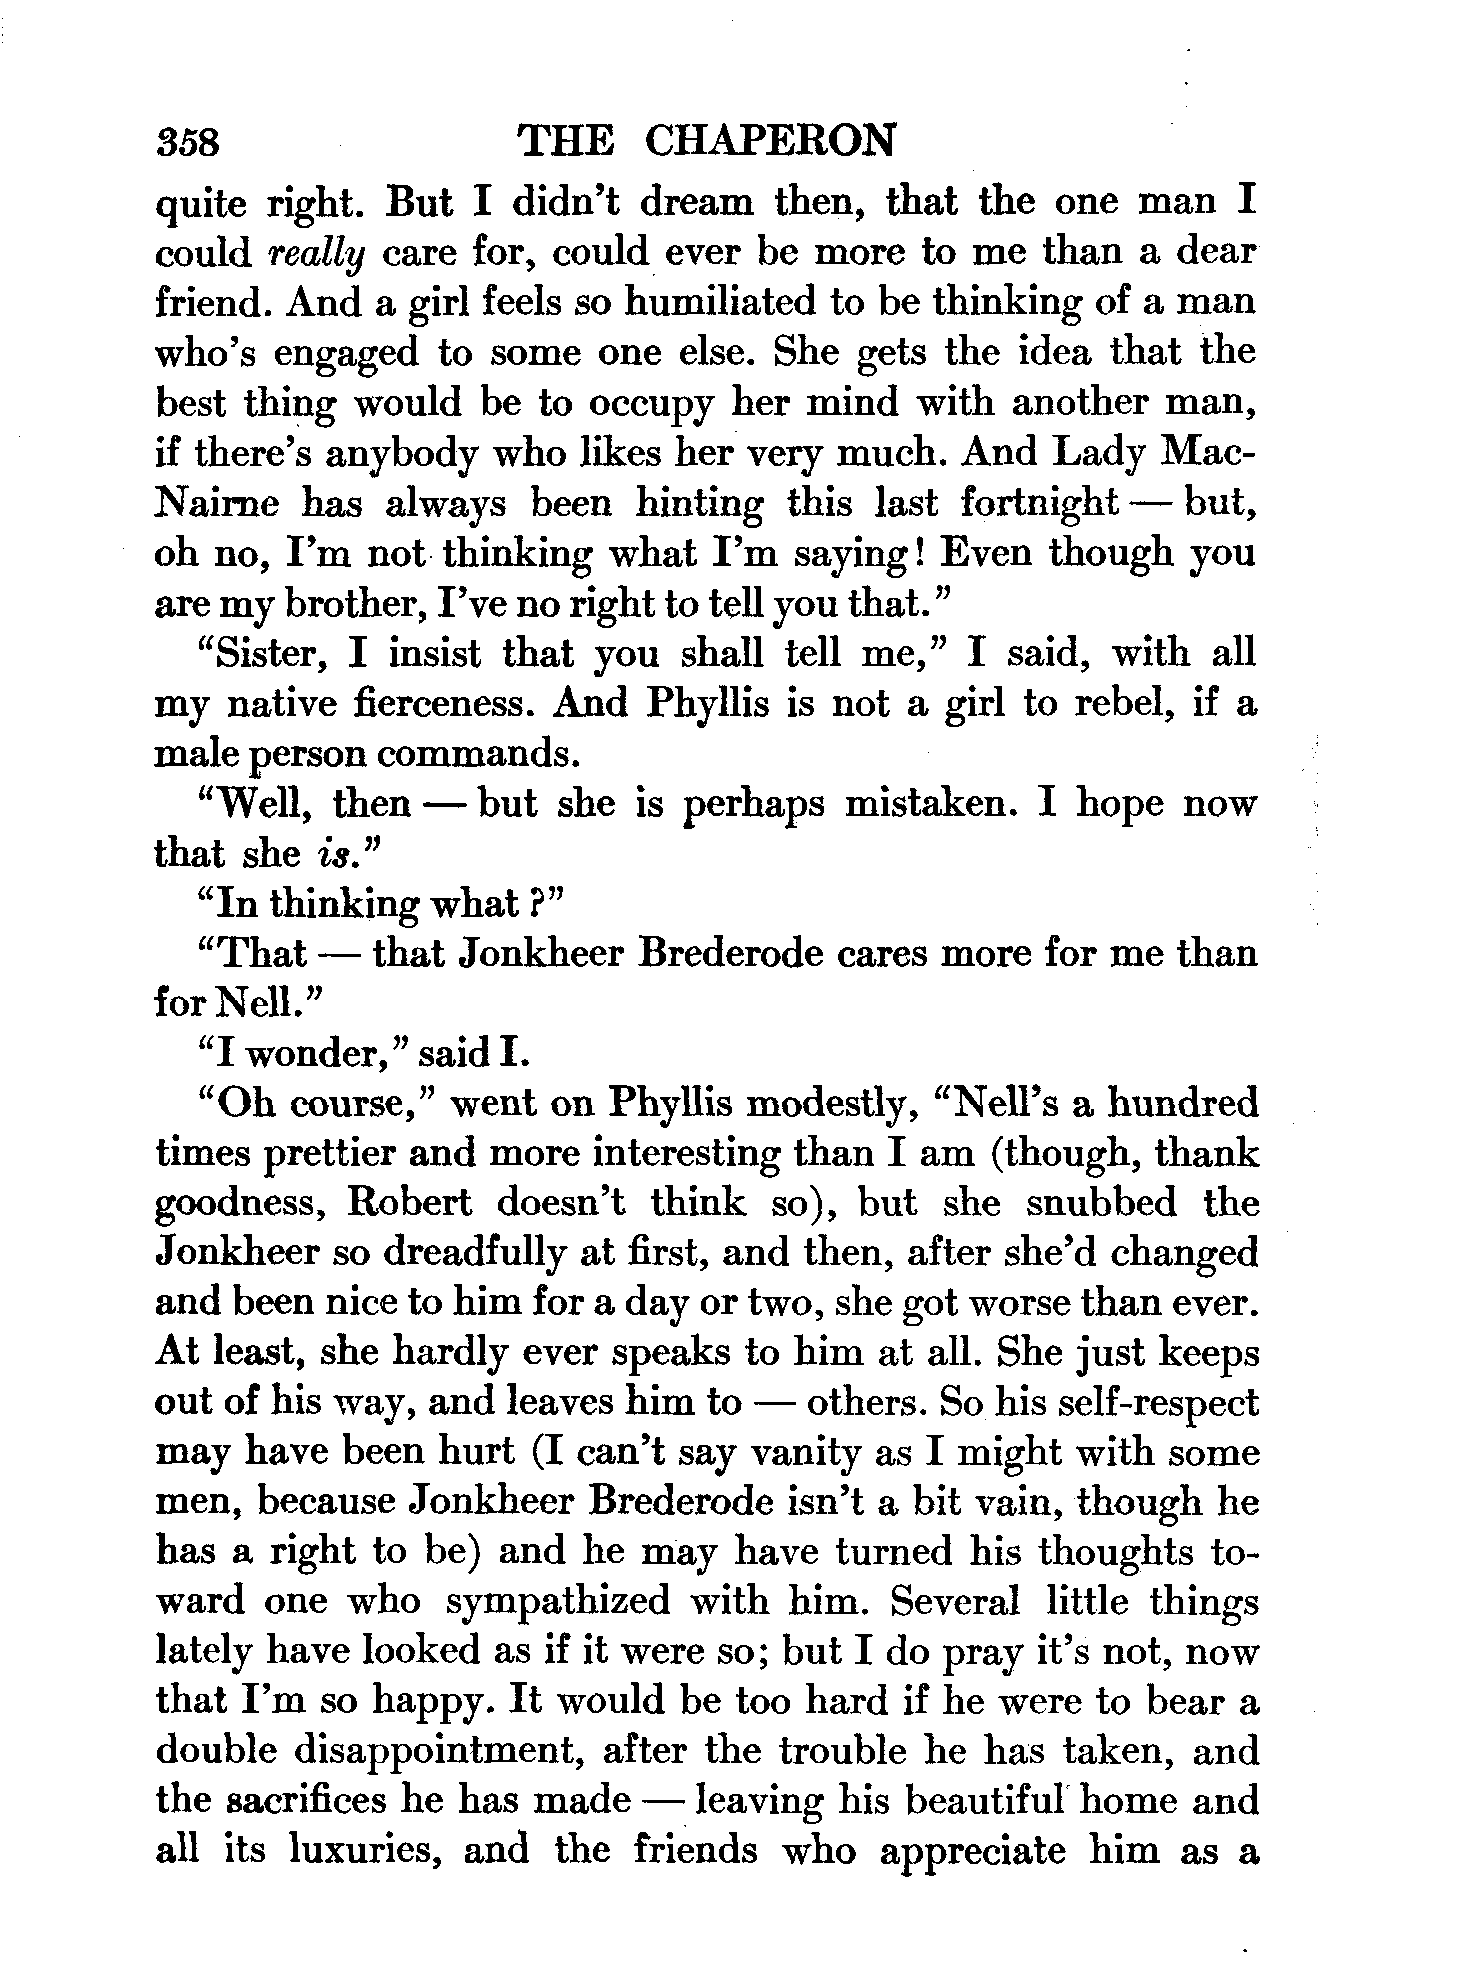 358 THE CHAPERON
quite right. But I didn't dream then, that the one man I
could really care for, could ever be more to me than a dear
friend. And a girl feels so humiliated to be thinking of a man
who's engaged to some one else. She gets the idea that the
best thing would be to occupy her mind with another man,
if there's anybody who likes her very much. And Lady Mac-
Nairne has always been hinting this last fortnight — but,
oh no, I'm not thinking what I'm saying! Even though you
are my brother, I've no right to tell you that."
"Sister, I insist that you shall tell me," I said, with all
my native fierceness. And Phyllis is not a girl to rebel, if a
male person commands.
"Well, then — but she is perhaps mistaken. I hope now
that she is."
"In thinking what?"
"That — that Jonkheer Brederode cares more for me than
for Nell."
"I wonder," said I.
"Oh course," went on Phyllis modestly, "Nell's a hundred
times prettier and more interesting than I am (though, thank
goodness, Robert doesn't think so), but she snubbed the
Jonkheer so dreadfully at first, and then, after she'd changed
and been nice to him for a day or two, she got worse than ever.
At least, she hardly ever speaks to him at all. She just keeps
out of his way, and leaves him to — others. So his self-respect
may have been hurt (I can't say vanity as I might with some
men, because Jonkheer Brederode isn't a bit vain, though he
has a right to be) and he may have turned his thoughts to-
ward one who sympathized with him. Several little things
lately have looked as if it were so; but I do pray it's not, now
that I'm so happy. It would be too hard if he were to bear a
double disappointment, after the trouble he has taken, and
the sacrifices he has made — leaving his beautiful home and
all its luxuries, and the friends who appreciate him as a